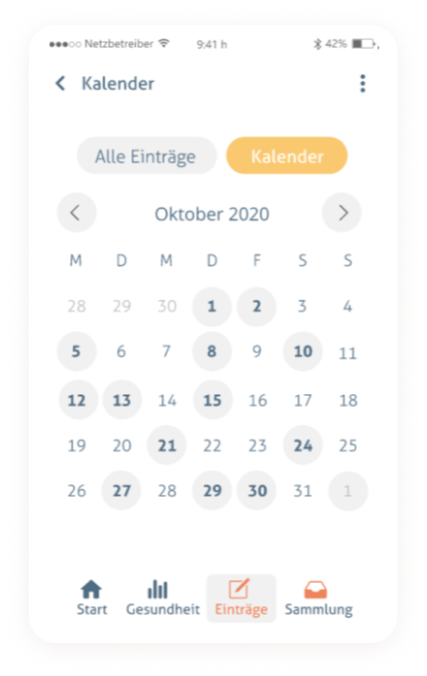 Netzbetreiber 9:41 h 42%
Kalender
Alle Einträge Kalender
Oktober 2020
M D M D F S S
28 29 30 1 2 3 4
5 6 7 8 9 10 11
12 13 14 15 16 17 18
19 20 21 22 23 24 25
26 27 28 29 30 31 1
Start Gesundheit Einträge Sammlung